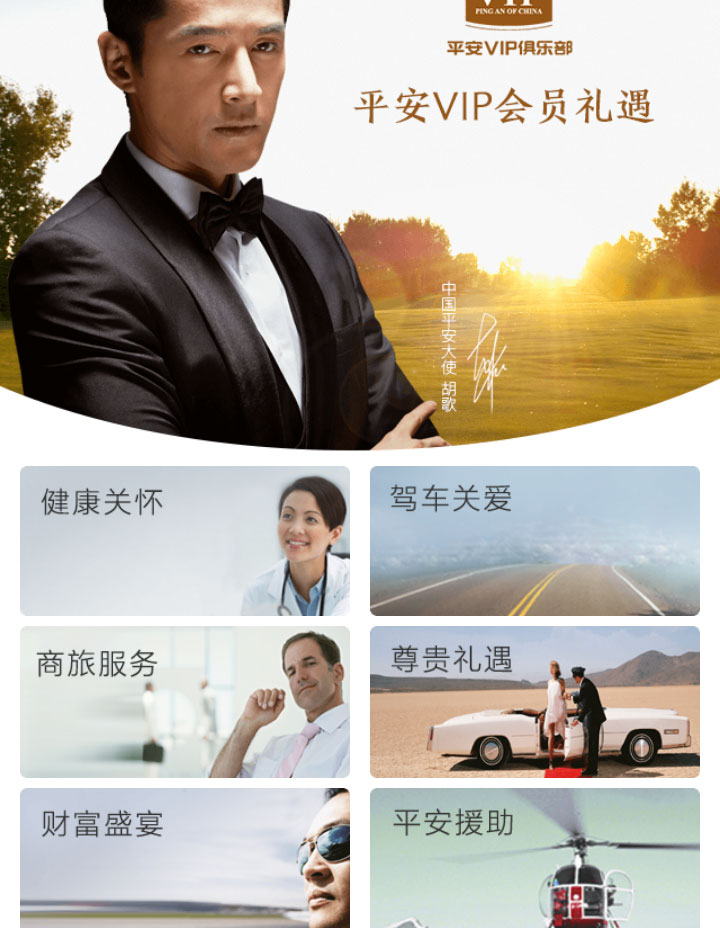 VIP
PING AN OF CHINA
平安VIP俱乐部
平安VIP会员礼遇
中国平安大使 胡歌
健康关怀
驾车关爱
商旅服务
尊贵礼遇
财富盛宴
平安援助